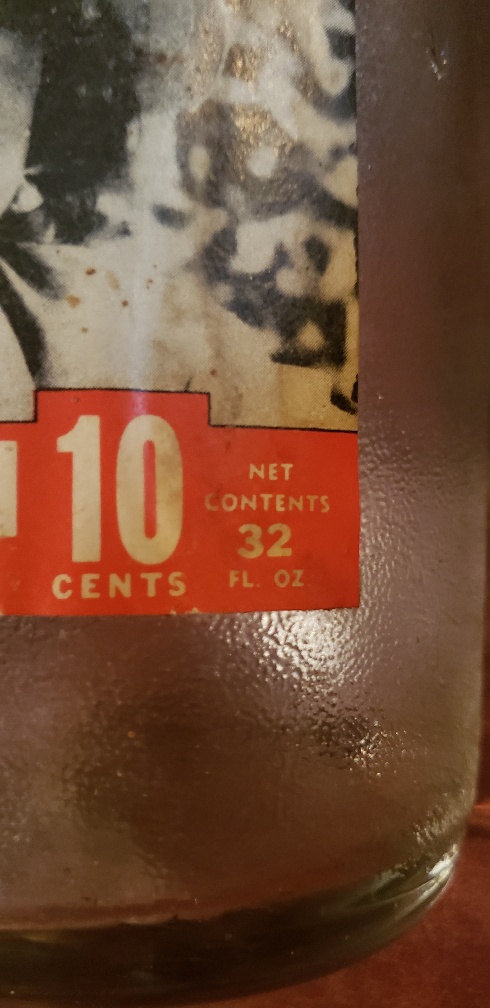 10
CENTS
NET
CONTENTS
32
FL. OZ